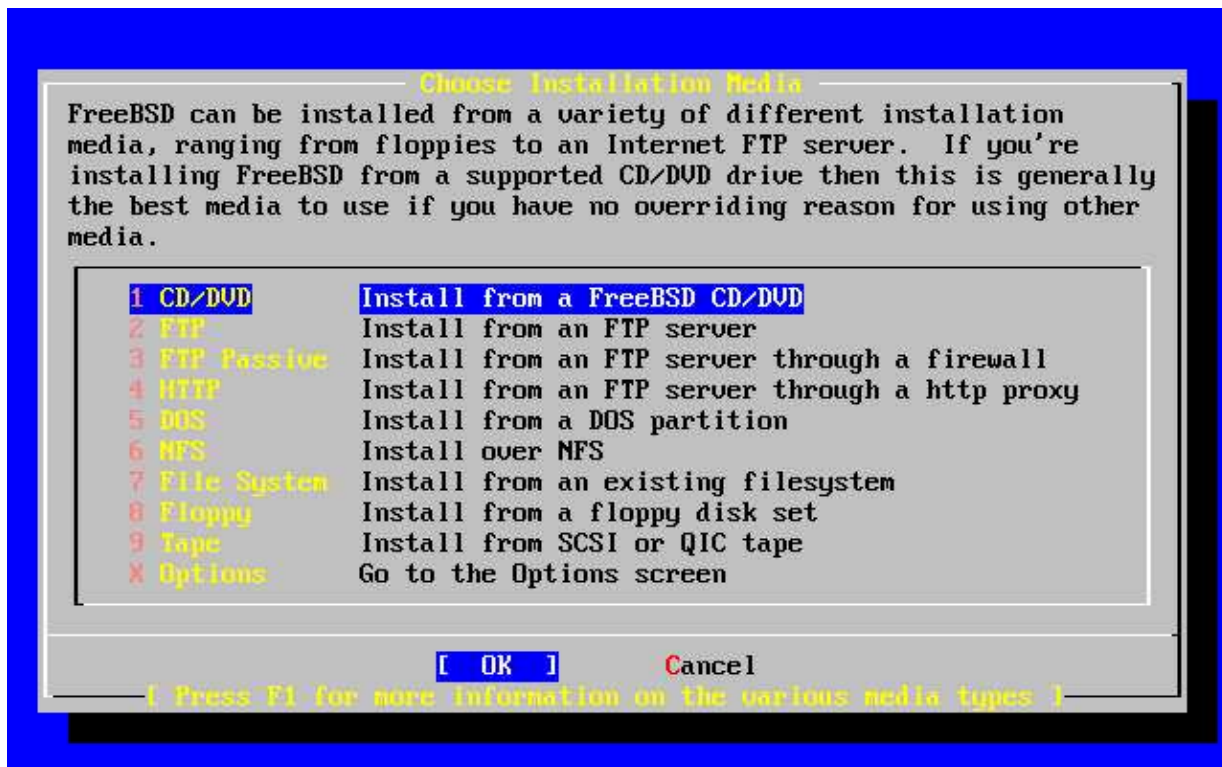 Choose Installation Media
FreeBSD can be installed from a variety of different installation
media, ranging from floppies to an Internet FTP server.  If you're
installing FreeBSD from a supported CD/DVD drive then this is generally
the best media to use if you have no overriding reason for using other
media.
1 CD/DVD Install from a FreeBSD CD/DVD
2 FTP Install from an FTP server
3 FTP Passive Install from an FTP server through a firewall
4 HTTP Install from an FTP server through a http proxy
5 DOS Install from a DOS partition
6 NFS Install over NFS
7 File System Install from an existing filesystem
8 Floppy Install from a floppy disk set
9 Tape Install from SCSI or QIC tape
X Options Go to the Options screen
[ OK ] Cancel
[ Press F1 for more information on the various media types ]